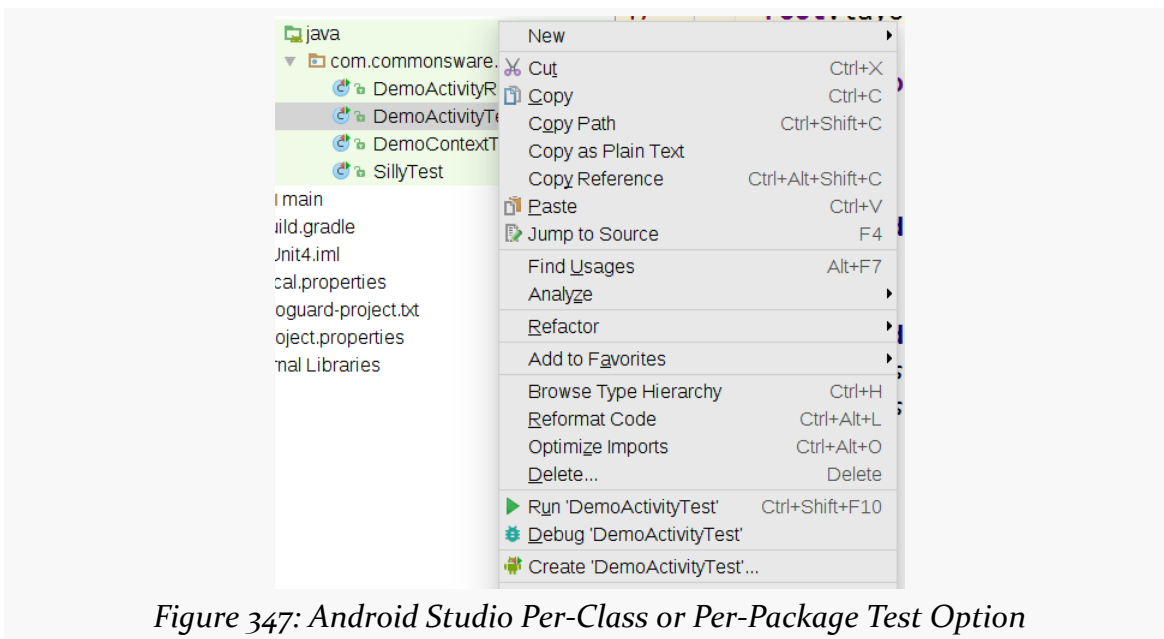 java
com.commonsware.
DemoActivityR
DemoActivityTe
DemoContextT
SillyTest
main
ild.gradle
Unit4.iml
cal.properties
oguard-project.txt
oject.properties
nal Libraries
New
Cut Ctrl+X
Copy Ctrl+C
Copy Path Ctrl+Shift+C
Copy as Plain Text
Copy Reference Ctrl+Alt+Shift+C
Paste Ctrl+V
Jump to Source F4
Find Usages Alt+F7
Analyze
Refactor
Add to Favorites
Browse Type Hierarchy Ctrl+H
Reformat Code Ctrl+Alt+L
Optimize Imports Ctrl+Alt+O
Delete... Delete
Run 'DemoActivityTest' Ctrl+Shift+F10
Debug 'DemoActivityTest'
Create 'DemoActivityTest'...
Figure 347: Android Studio Per-Class or Per-Package Test Option